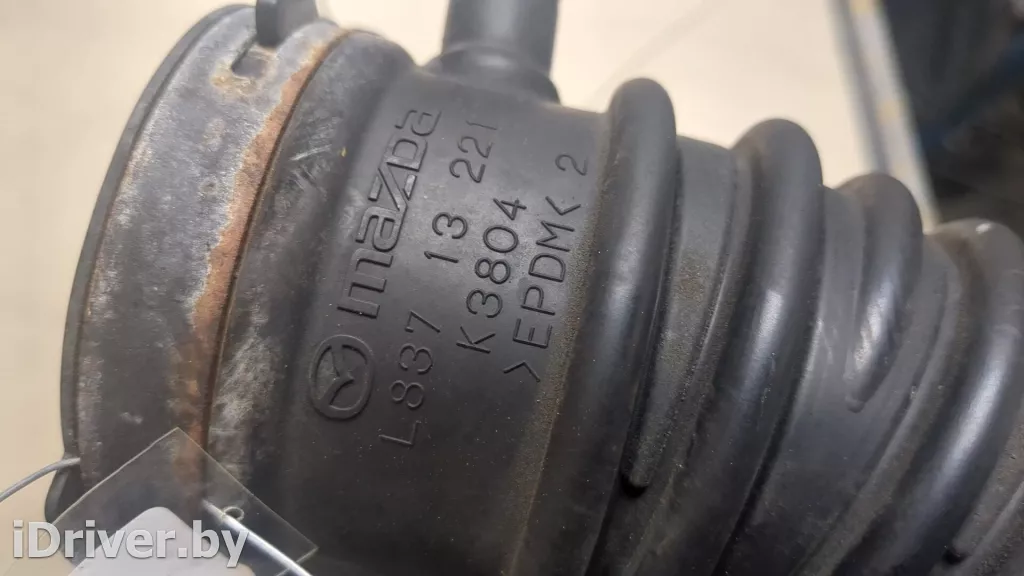 mazda
L837 13 221
K3804
>EPDM< 2
iDriver.by